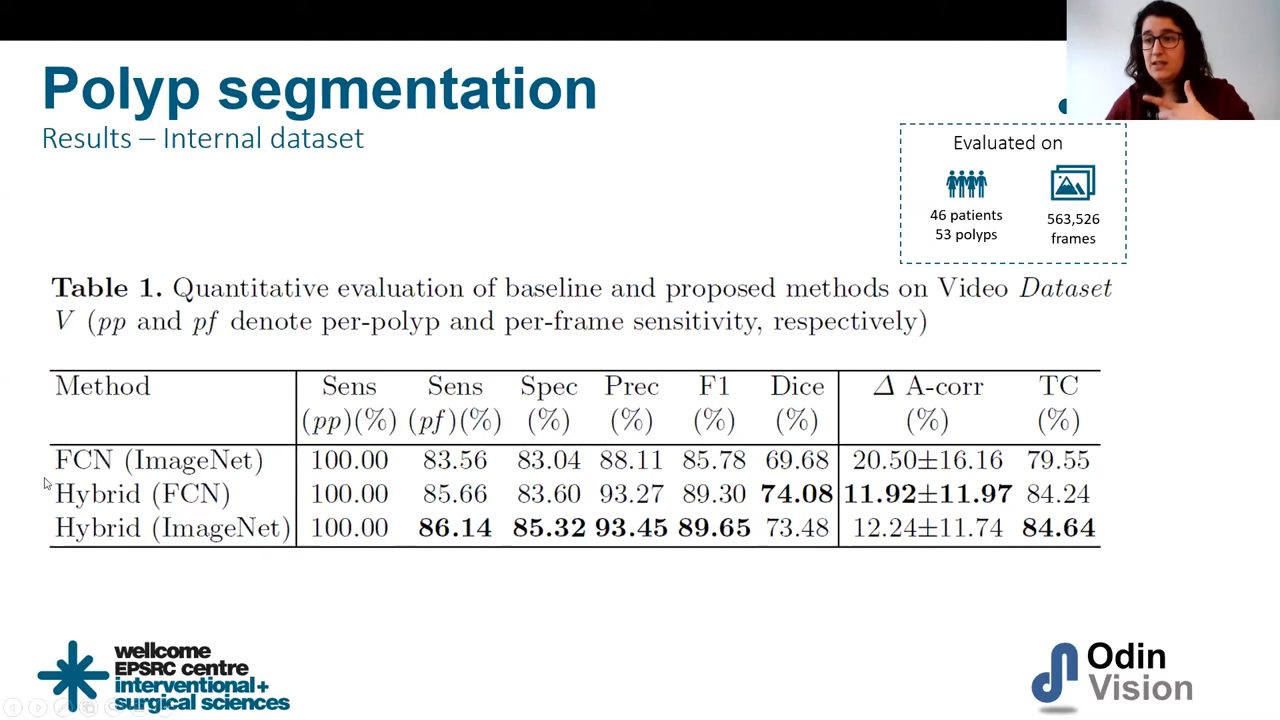 Polyp segmentation
Results – Internal dataset
Evaluated on
46 patients
53 polyps
563,526
frames
Table 1. Quantitative evaluation of baseline and proposed methods on Video Dataset
V (pp and pf denote per-polyp and per-frame sensitivity, respectively)
Method Sens Sens Spec Prec F1 Dice Δ A-corr TC
(pp)(%) (pf)(%) (%) (%) (%) (%) (%) (%)
FCN (ImageNet) 100.00 83.56 83.04 88.11 85.78 69.68 20.50±16.16 79.55
Hybrid (FCN) 100.00 85.66 83.60 93.27 89.30 74.08 11.92±11.97 84.24
Hybrid (ImageNet) 100.00 86.14 85.32 93.45 89.65 73.48 12.24±11.74 84.64
wellcome
EPSRC centre
interventional+
surgical sciences
Odin
Vision